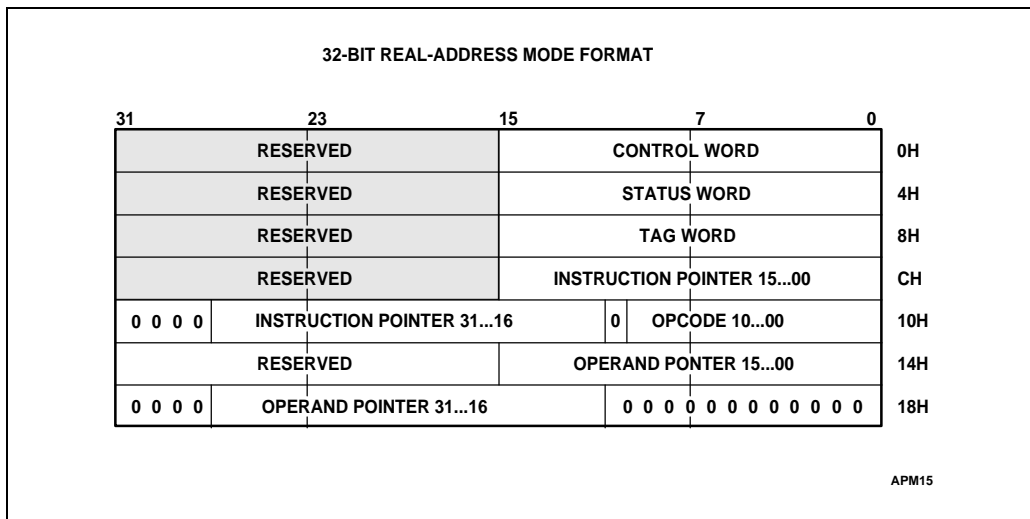 32-BIT REAL-ADDRESS MODE FORMAT
31 23 15 7 0
RESERVED CONTROL WORD 0H
RESERVED STATUS WORD 4H
RESERVED TAG WORD 8H
RESERVED INSTRUCTION POINTER 15...00 CH
0 0 0 0 INSTRUCTION POINTER 31...16 0 OPCODE 10...00 10H
RESERVED OPERAND PONTER 15...00 14H
0 0 0 0 OPERAND POINTER 31...16 0 0 0 0 0 0 0 0 0 0 0 0 18H
APM15